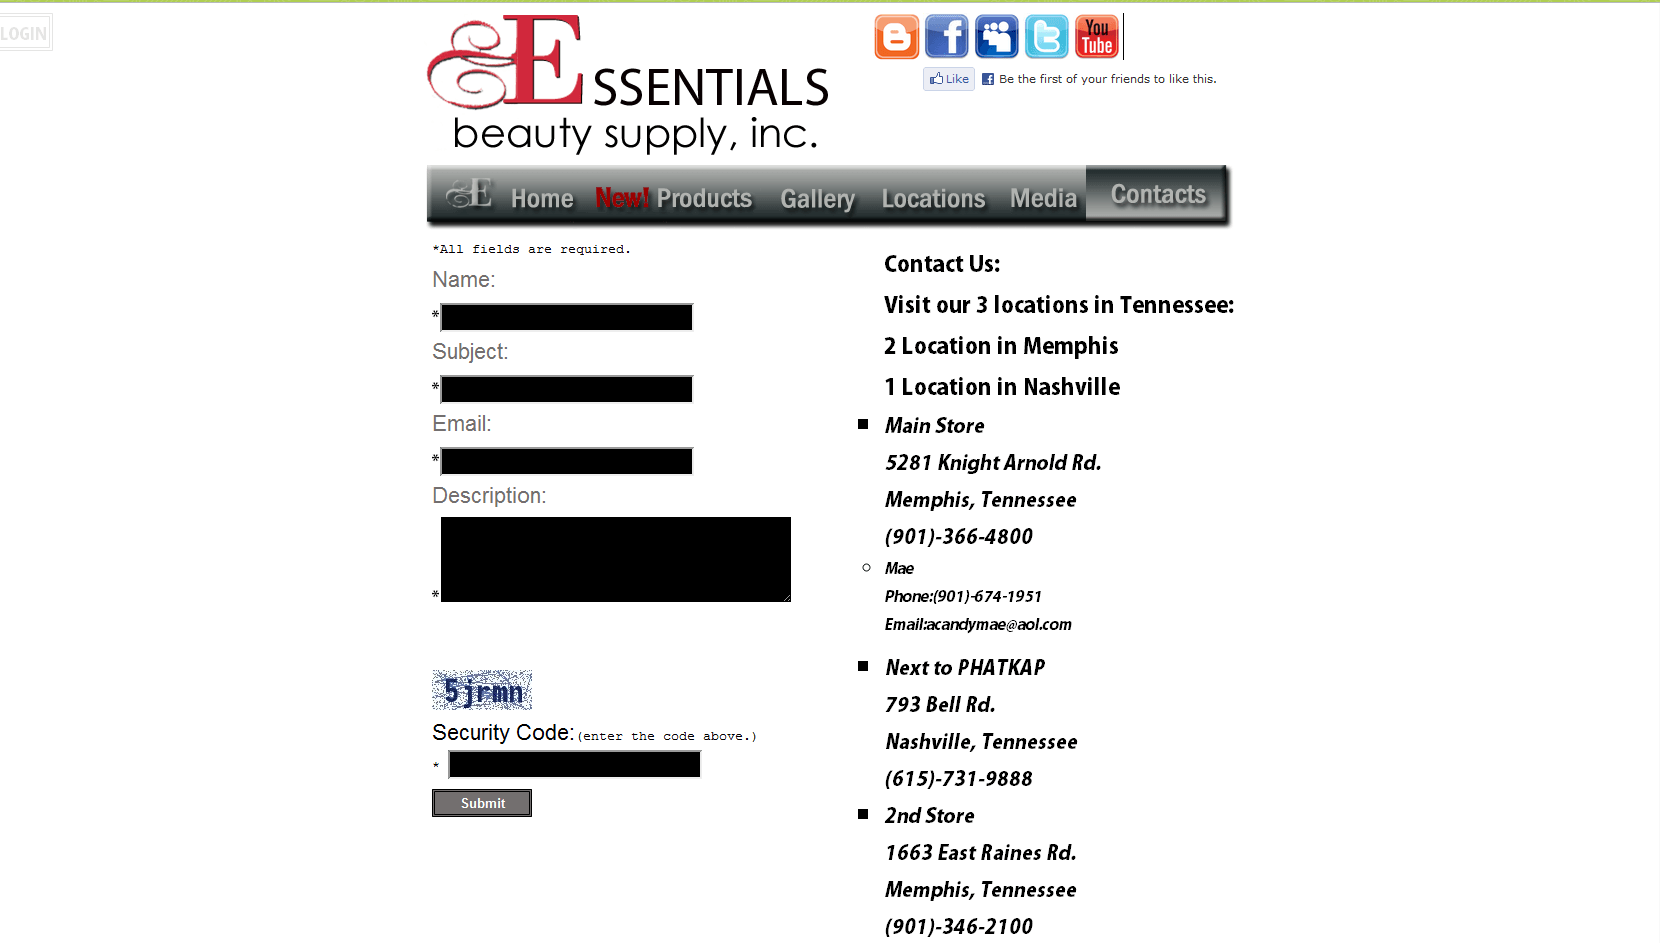 LOGIN
ESSENTIALS
beauty supply, inc.
You
Tube
Like
Be the first of your friends to like this.
E Home New! Products Gallery Locations Media Contacts
*All fields are required.
Name:
*
Subject:
*
Email:
*
Description:
*
5jrmn
Security Code:(enter the code above.)
*
Submit
Contact Us:
Visit our 3 locations in Tennessee:
2 Location in Memphis
1 Location in Nashville
Main Store
5281 Knight Arnold Rd.
Memphis, Tennessee
(901)-366-4800
Mae
Phone:(901)-674-1951
Email:acandymae@aol.com
Next to PHATKAP
793 Bell Rd.
Nashville, Tennessee
(615)-731-9888
2nd Store
1663 East Raines Rd.
Memphis, Tennessee
(901)-346-2100